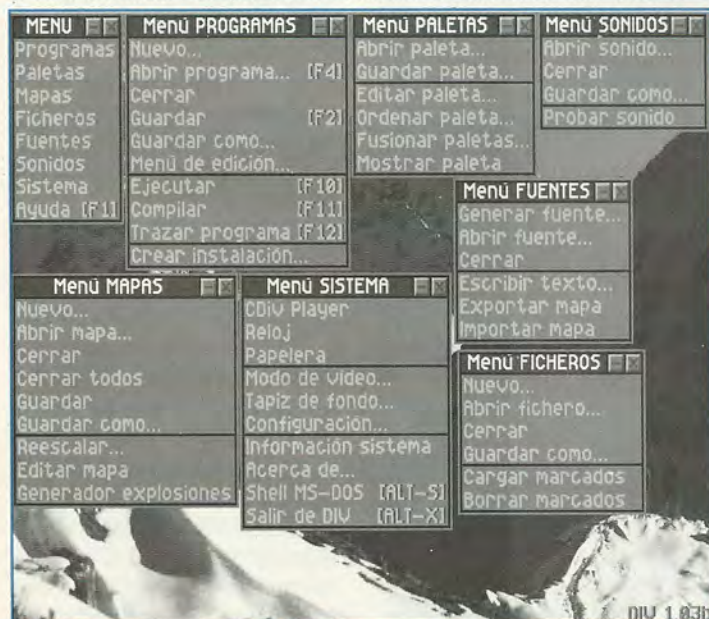 MENU
Programas
Paletas
Mapas
Ficheros
Fuentes
Sonidos
Sistema
Ayuda [F1]
Menú PROGRAMAS
Nuevo...
Abrir programa... [F4]
Cerrar
Guardar [F2]
Guardar como...
Menú de edición...
Ejecutar [F10]
Compilar [F11]
Trazar programa [F12]
Crear instalación...
Menú PALETAS
Abrir paleta...
Guardar paleta...
Editar paleta...
Ordenar paleta...
Fusionar paletas...
Mostrar paleta
Menú SONIDOS
Abrir sonido...
Cerrar
Guardar como...
Probar sonido
Menú FUENTES
Generar fuente...
Abrir fuente...
Cerrar
Escribir texto...
Exportar mapa
Importar mapa
Menú MAPAS
Nuevo...
Abrir mapa...
Cerrar
Cerrar todos
Guardar
Guardar como...
Reescalar...
Editar mapa
Generador explosiones
Menú SISTEMA
CDiv Player
Reloj
Papelera
Modo de vídeo...
Tapiz de fondo...
Configuración...
Información sistema
Acerca de...
Shell MS-DOS [ALT-S]
Salir de DIV [ALT-X]
Menú FICHEROS
Nuevo...
Abrir fichero...
Cerrar
Guardar como...
Cargar marcados
Borrar marcados
DIV 1.03b